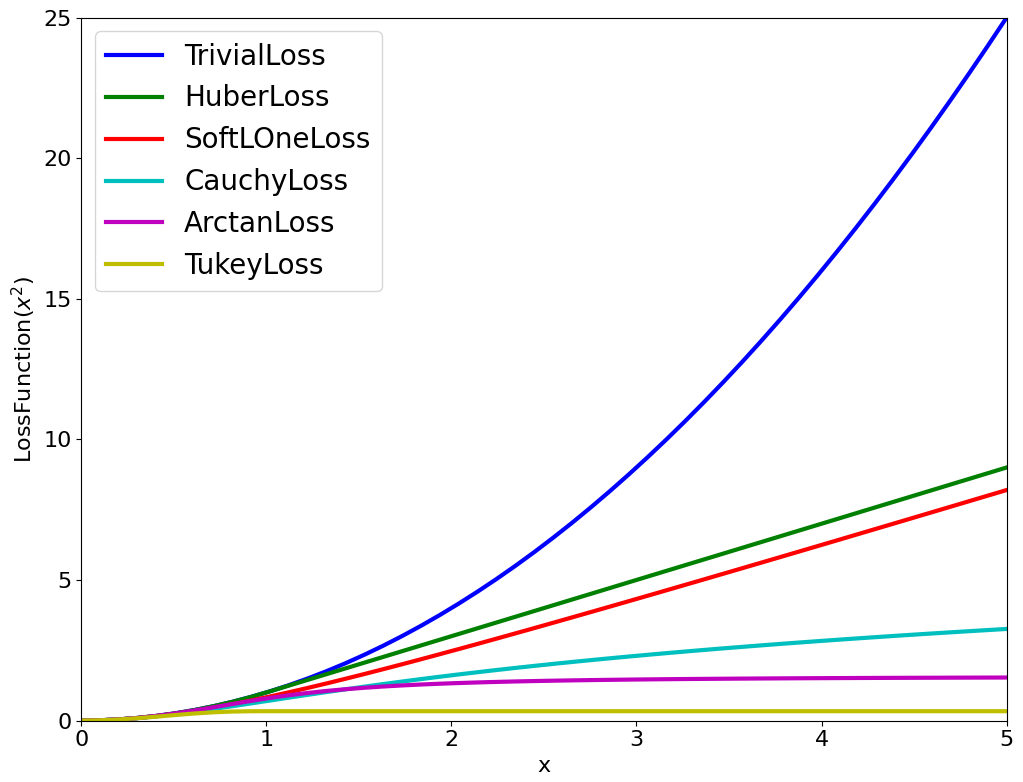 25
20
15
10
5
0
LossFunction(x²)
TrivialLoss
HuberLoss
SoftLOneLoss
CauchyLoss
ArctanLoss
TukeyLoss
0 1 2 3 4 5
x